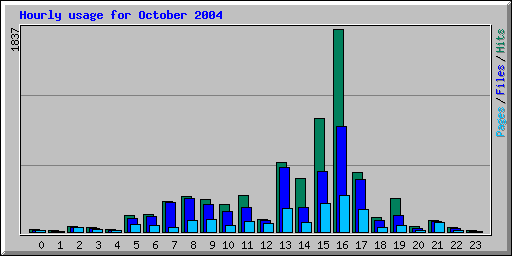 Hourly usage for October 2004
1837
Pages / Files / Hits
0 1 2 3 4 5 6 7 8 9 10 11 12 13 14 15 16 17 18 19 20 21 22 23